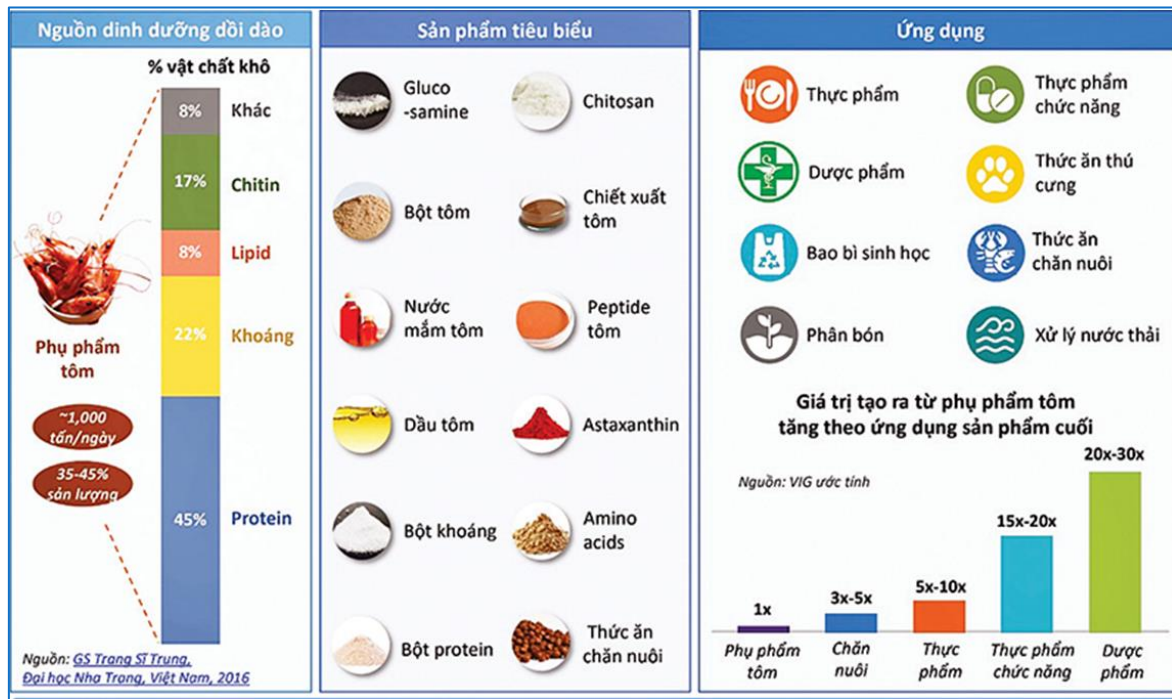 Nguồn dinh dưỡng dồi dào
% vật chất khô
8%
Khác
17%
Chitin
8%
Lipid
22%
Khoáng
45%
Protein
Phụ phẩm
tôm
~1,000
tấn/ngày
35-45%
sản lượng
Nguồn: GS Trang Sĩ Trung,
Đại học Nha Trang, Việt Nam, 2016
Sản phẩm tiêu biểu
Gluco
-samine
Chitosan
Bột tôm
Chiết xuất
tôm
Nước
mắm tôm
Peptide
tôm
Dầu tôm
Astaxanthin
Bột khoáng
Amino
acids
Bột protein
Thức ăn
chăn nuôi
Ứng dụng
Thực phẩm
Thực phẩm
chức năng
Dược phẩm
Thức ăn thú
cưng
Bao bì sinh học
Thức ăn
chăn nuôi
Phân bón
Xử lý nước thải
Giá trị tạo ra từ phụ phẩm tôm
tăng theo ứng dụng sản phẩm cuối
Nguồn: VIG ước tính
1x
3x-5x
5x-10x
15x-20x
20x-30x
Phụ phẩm
tôm
Chăn
nuôi
Thực
phẩm
Thực phẩm
chức năng
Dược
phẩm